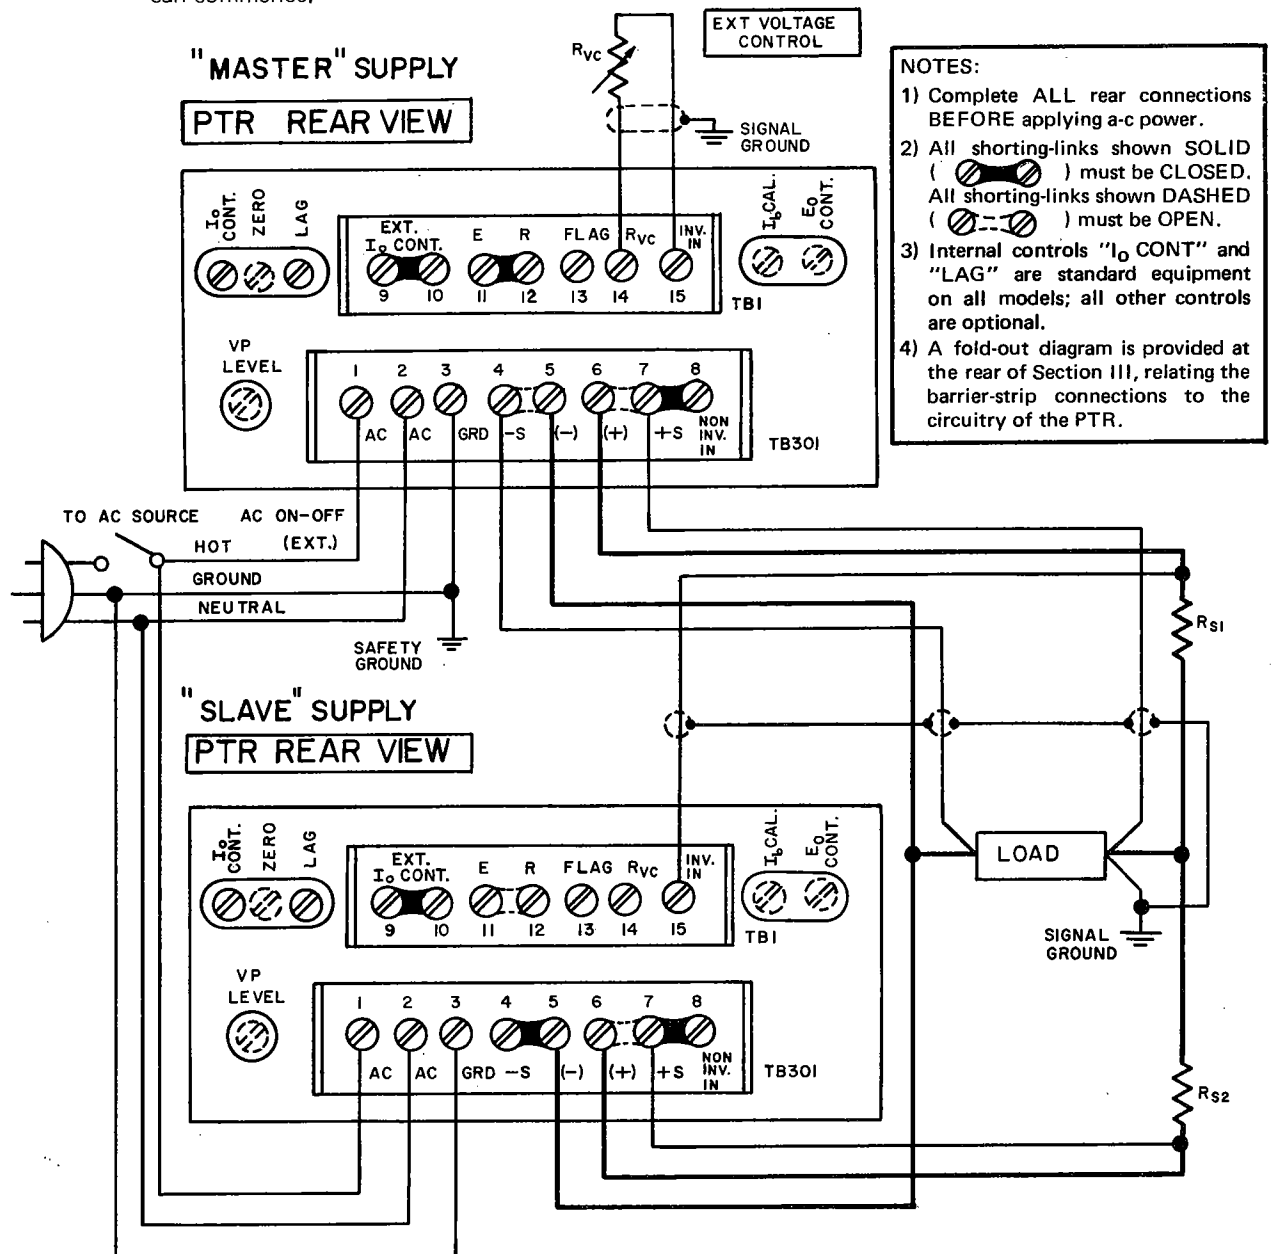 EXT VOLTAGE
CONTROL
RVC
"MASTER" SUPPLY
PTR REAR VIEW
SIGNAL
GROUND
NOTES:
1) Complete ALL rear connections
BEFORE applying a-c power.
2) All shorting-links shown SOLID
( ) must be CLOSED.
All shorting-links shown DASHED
( ) must be OPEN.
3) Internal controls "Io CONT" and
"LAG" are standard equipment
on all models; all other controls
are optional.
4) A fold-out diagram is provided at
the rear of Section III, relating the
barrier-strip connections to the
circuitry of the PTR.
Io CONT.
ZERO
LAG
EXT.
Io CONT.
E R FLAG RVC
INV.
IN
9 10 11 12 13 14 15
TB1
Ib CAL.
Eo CONT.
VP
LEVEL
1 2 3 4 5 6 7 8
AC AC GRD -S (-) (+) +S
NON
INV.
IN
TB301
TO AC SOURCE
AC ON-OFF
(EXT.)
HOT
GROUND
NEUTRAL
SAFETY
GROUND
RS1
"SLAVE" SUPPLY
PTR REAR VIEW
Io CONT.
ZERO
LAG
EXT.
Io CONT.
E R FLAG RVC
INV.
IN
9 10 11 12 13 14 15
TB1
Ib CAL.
Eo CONT.
LOAD
SIGNAL
GROUND
VP
LEVEL
1 2 3 4 5 6 7 8
AC AC GRD -S (-) (+) +S
NON
INV.
IN
TB301
RS2